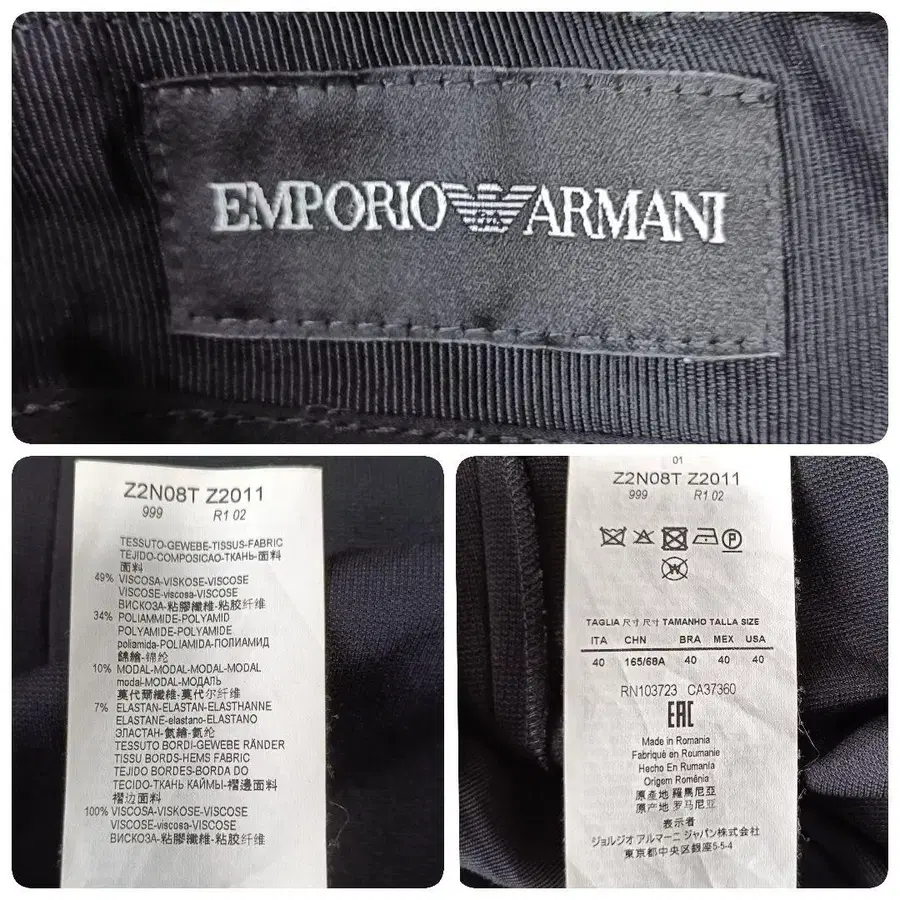 EMPORIO ARMANI
Z2N08T Z2011
999 R1 02
TESSUTO-GEWEBE-TISSUS-FABRIC
TEJIDO-COMPOSICAO-ТКАНЬ-面料
面料
49% VISCOSA-VISKOSE-VISCOSE
VISCOSE-viscosa-VISCOSE
ВИСКОЗА-粘膠纖維-粘胶纤维
34% POLIAMMIDE-POLYAMID
POLYAMIDE-POLYAMIDE
poliamida-POLIAMIDA-ПОЛИАМИД
錦綸-锦纶
10% MODAL-MODAL-MODAL-MODAL
modal-MODAL-МОДАЛЬ
莫代爾纖維-莫代尔纤维
7% ELASTAN-ELASTAN-ELASTHANNE
ELASTANE-elastano-ELASTANO
ЭЛАСТАН-氨綸-氨纶
TESSUTO BORDI-GEWEBE RÄNDER
TISSU BORDS-HEMS FABRIC
TEJIDO BORDES-BORDA DO
TECIDO-ТКАНЬ КАЙМЫ-褶邊面料
褶边面料
100% VISCOSA-VISKOSE-VISCOSE
VISCOSE-viscosa-VISCOSE
ВИСКОЗА-粘膠纖維-粘胶纤维
01
Z2N08T Z2011
999 R1 02
TAGLIA 尺寸 尺寸 TAMANHO TALLA SIZE
ITA CHN BRA MEX USA
40 165/68A 40 40 40
RN103723 CA37360
EAC
Made in Romania
Fabriqué en Roumanie
Hecho En Rumanía
Origem Romênia
原產地 羅馬尼亞
原产地 罗马尼亚
表示者
ジョルジオ アルマーニ ジャパン株式会社
東京都中央区銀座5-5-4